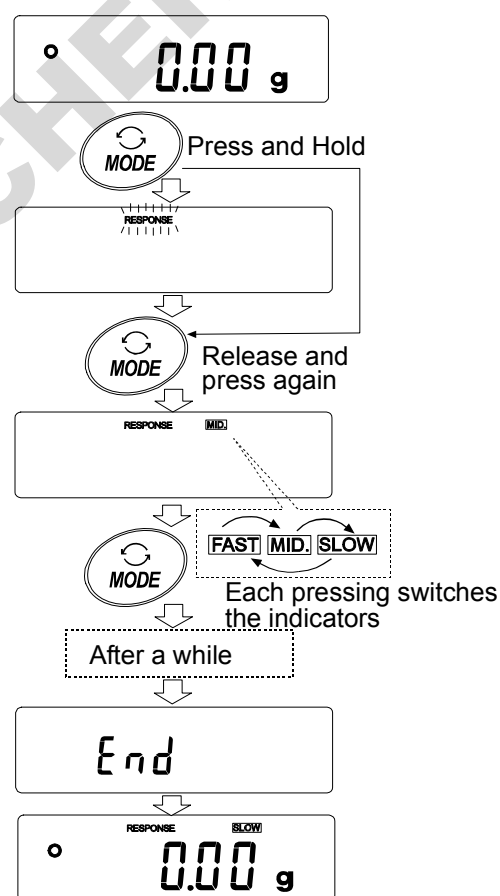 0.00 g
MODE
Press and Hold
RESPONSE
MODE
Release and
press again
RESPONSE MID.
FAST MID. SLOW
MODE
Each pressing switches
the indicators
After a while
End
RESPONSE SLOW
0.00 g